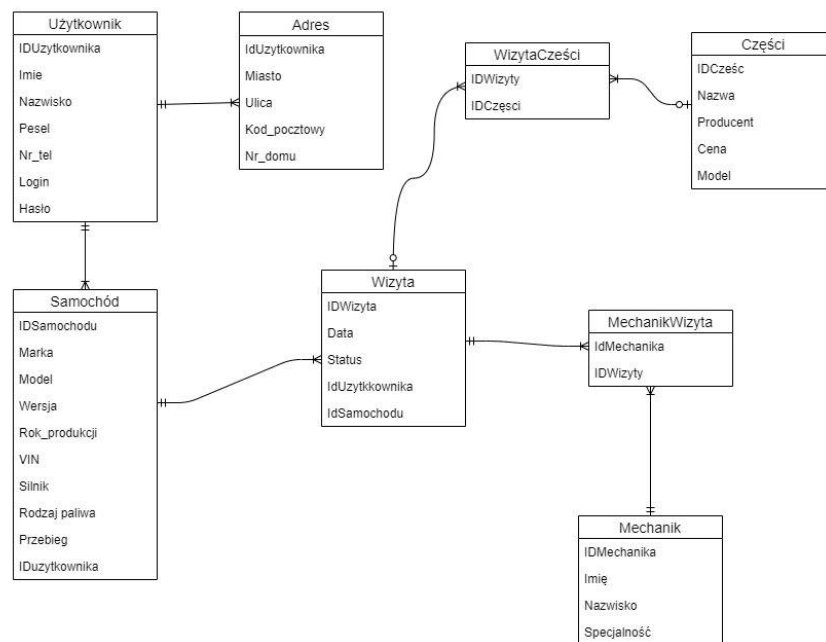 Użytkownik
IDUzytkownika
Imie
Nazwisko
Pesel
Nr_tel
Login
Hasło
Adres
IdUzytkownika
Miasto
Ulica
Kod_pocztowy
Nr_domu
WizytaCześci
IDWizyty
IDCzęsci
Części
IDCześc
Nazwa
Producent
Cena
Model
Samochód
IDSamochodu
Marka
Model
Wersja
Rok_produkcji
VIN
Silnik
Rodzaj paliwa
Przebieg
IDuzytkownika
Wizyta
IDWizyta
Data
Status
IdUzytkkownika
IdSamochodu
MechanikWizyta
IdMechanika
IDWizyty
Mechanik
IDMechanika
Imię
Nazwisko
Specjalność